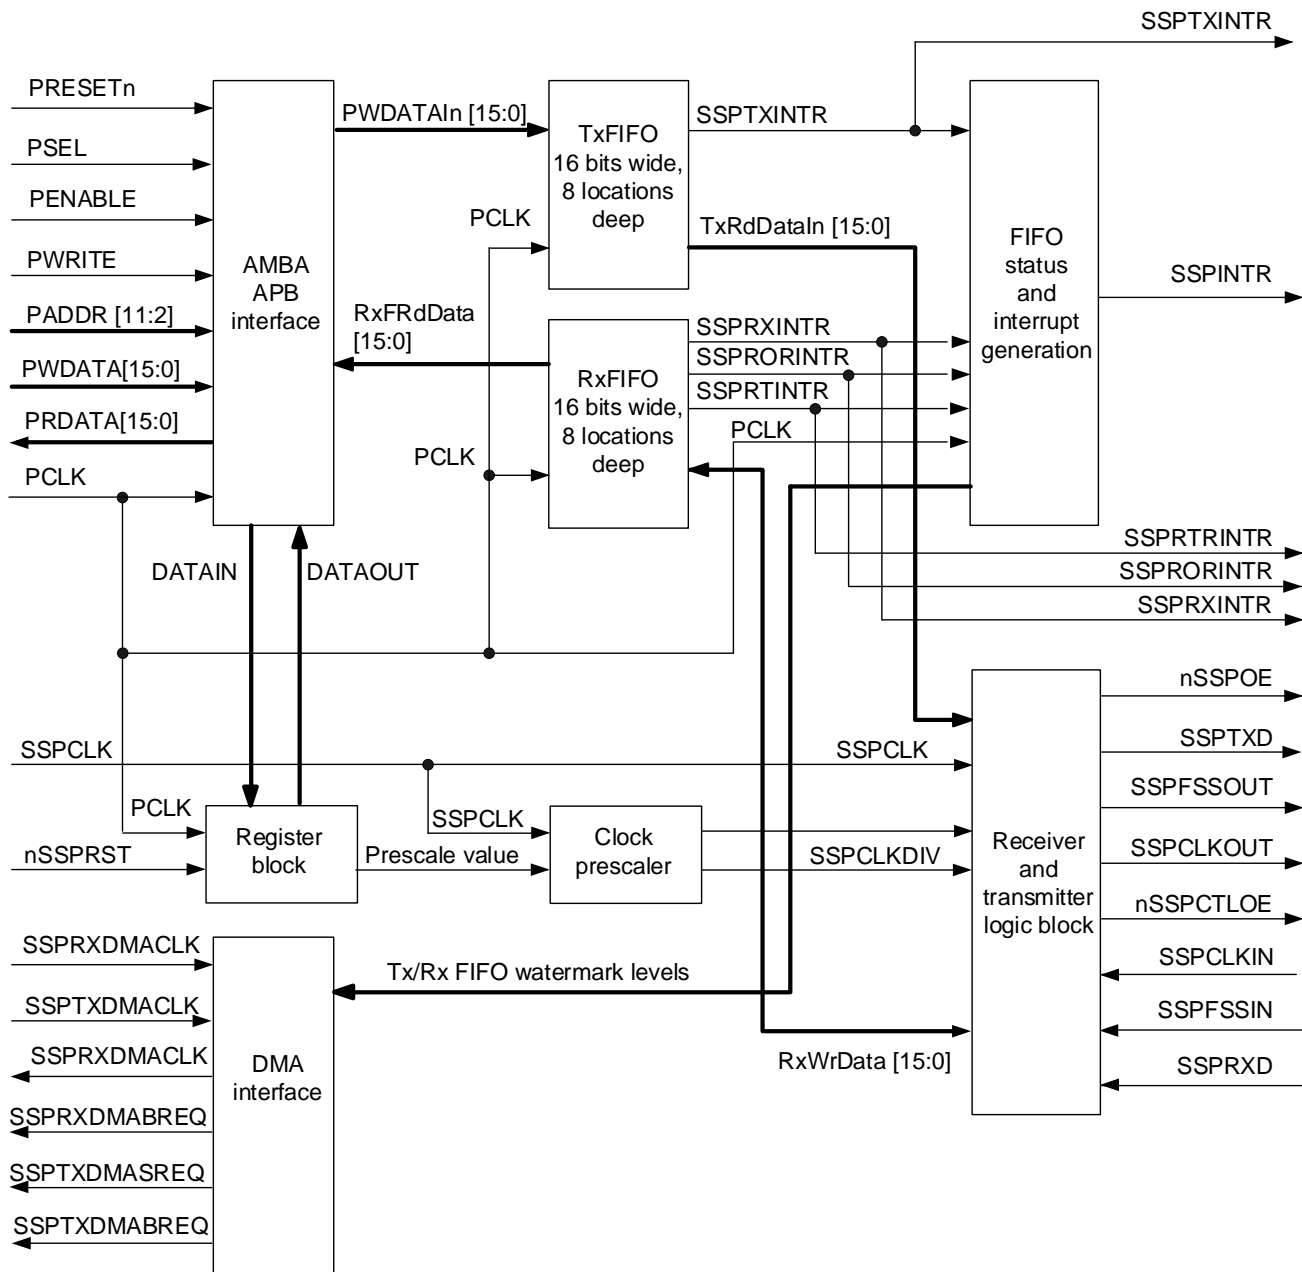 SSPTXINTR
PRESETn
PSEL
PENABLE
PWRITE
PADDR [11:2]
PWDATA[15:0]
PRDATA[15:0]
PCLK
AMBA
APB
interface
PWDATAIn [15:0]
PCLK
RxFRdData
[15:0]
PCLK
TxFIFO
16 bits wide,
8 locations
deep
RxFIFO
16 bits wide,
8 locations
deep
SSPTXINTR
TxRdDataIn [15:0]
SSPRXINTR
SSPRORINTR
SSPRTINTR
PCLK
FIFO
status
and
interrupt
generation
SSPINTR
SSPRTRINTR
SSPRORINTR
SSPRXINTR
DATAIN
DATAOUT
SSPCLK
SSPCLK
PCLK
nSSPRST
Register
block
SSPCLK
Prescale value
Clock
prescaler
SSPCLKDIV
Receiver
and
transmitter
logic block
nSSPOE
SSPTXD
SSPFSSOUT
SSPCLKOUT
nSSPCTLOE
SSPCLKIN
SSPFSSIN
SSPRXD
SSPRXDMACLK
SSPTXDMACLK
SSPRXDMACLK
SSPRXDMABREQ
SSPTXDMASREQ
SSPTXDMABREQ
DMA
interface
Tx/Rx FIFO watermark levels
RxWrData [15:0]